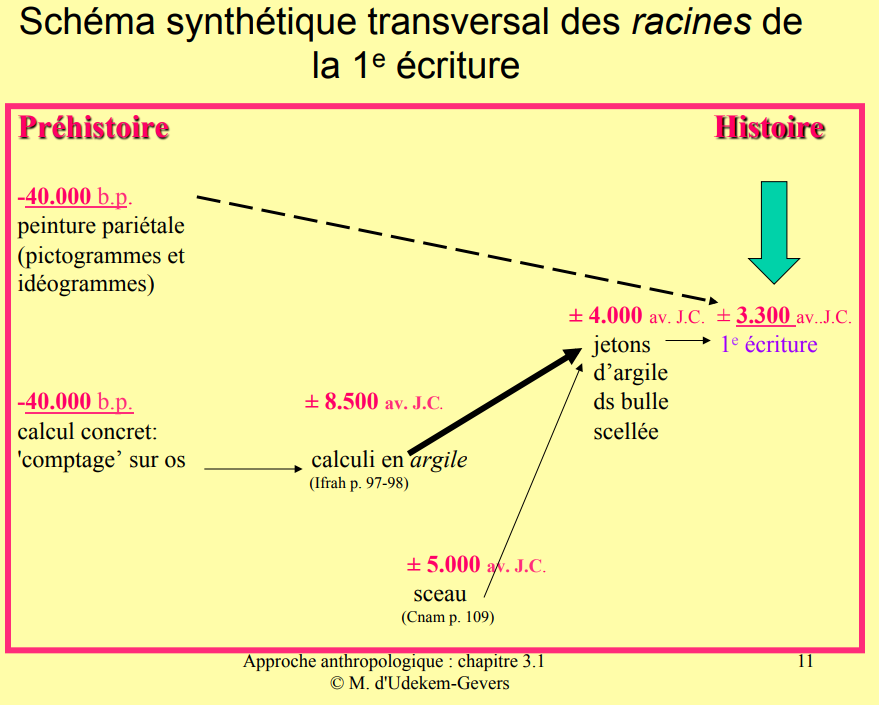 Schéma synthétique transversal des racines de
la 1e écriture
Préhistoire
Histoire
-40.000 b.p.
peinture pariétale
(pictogrammes et
idéogrammes)
± 4.000 av. J.C.
jetons
d’argile
ds bulle
scellée
± 3.300 av..J.C.
1e écriture
-40.000 b.p.
calcul concret:
'comptage’ sur os
± 8.500 av. J.C.
calculi en argile
(Ifrah p. 97-98)
± 5.000 av. J.C.
sceau
(Cnam p. 109)
Approche anthropologique : chapitre 3.1
© M. d'Udekem-Gevers
11